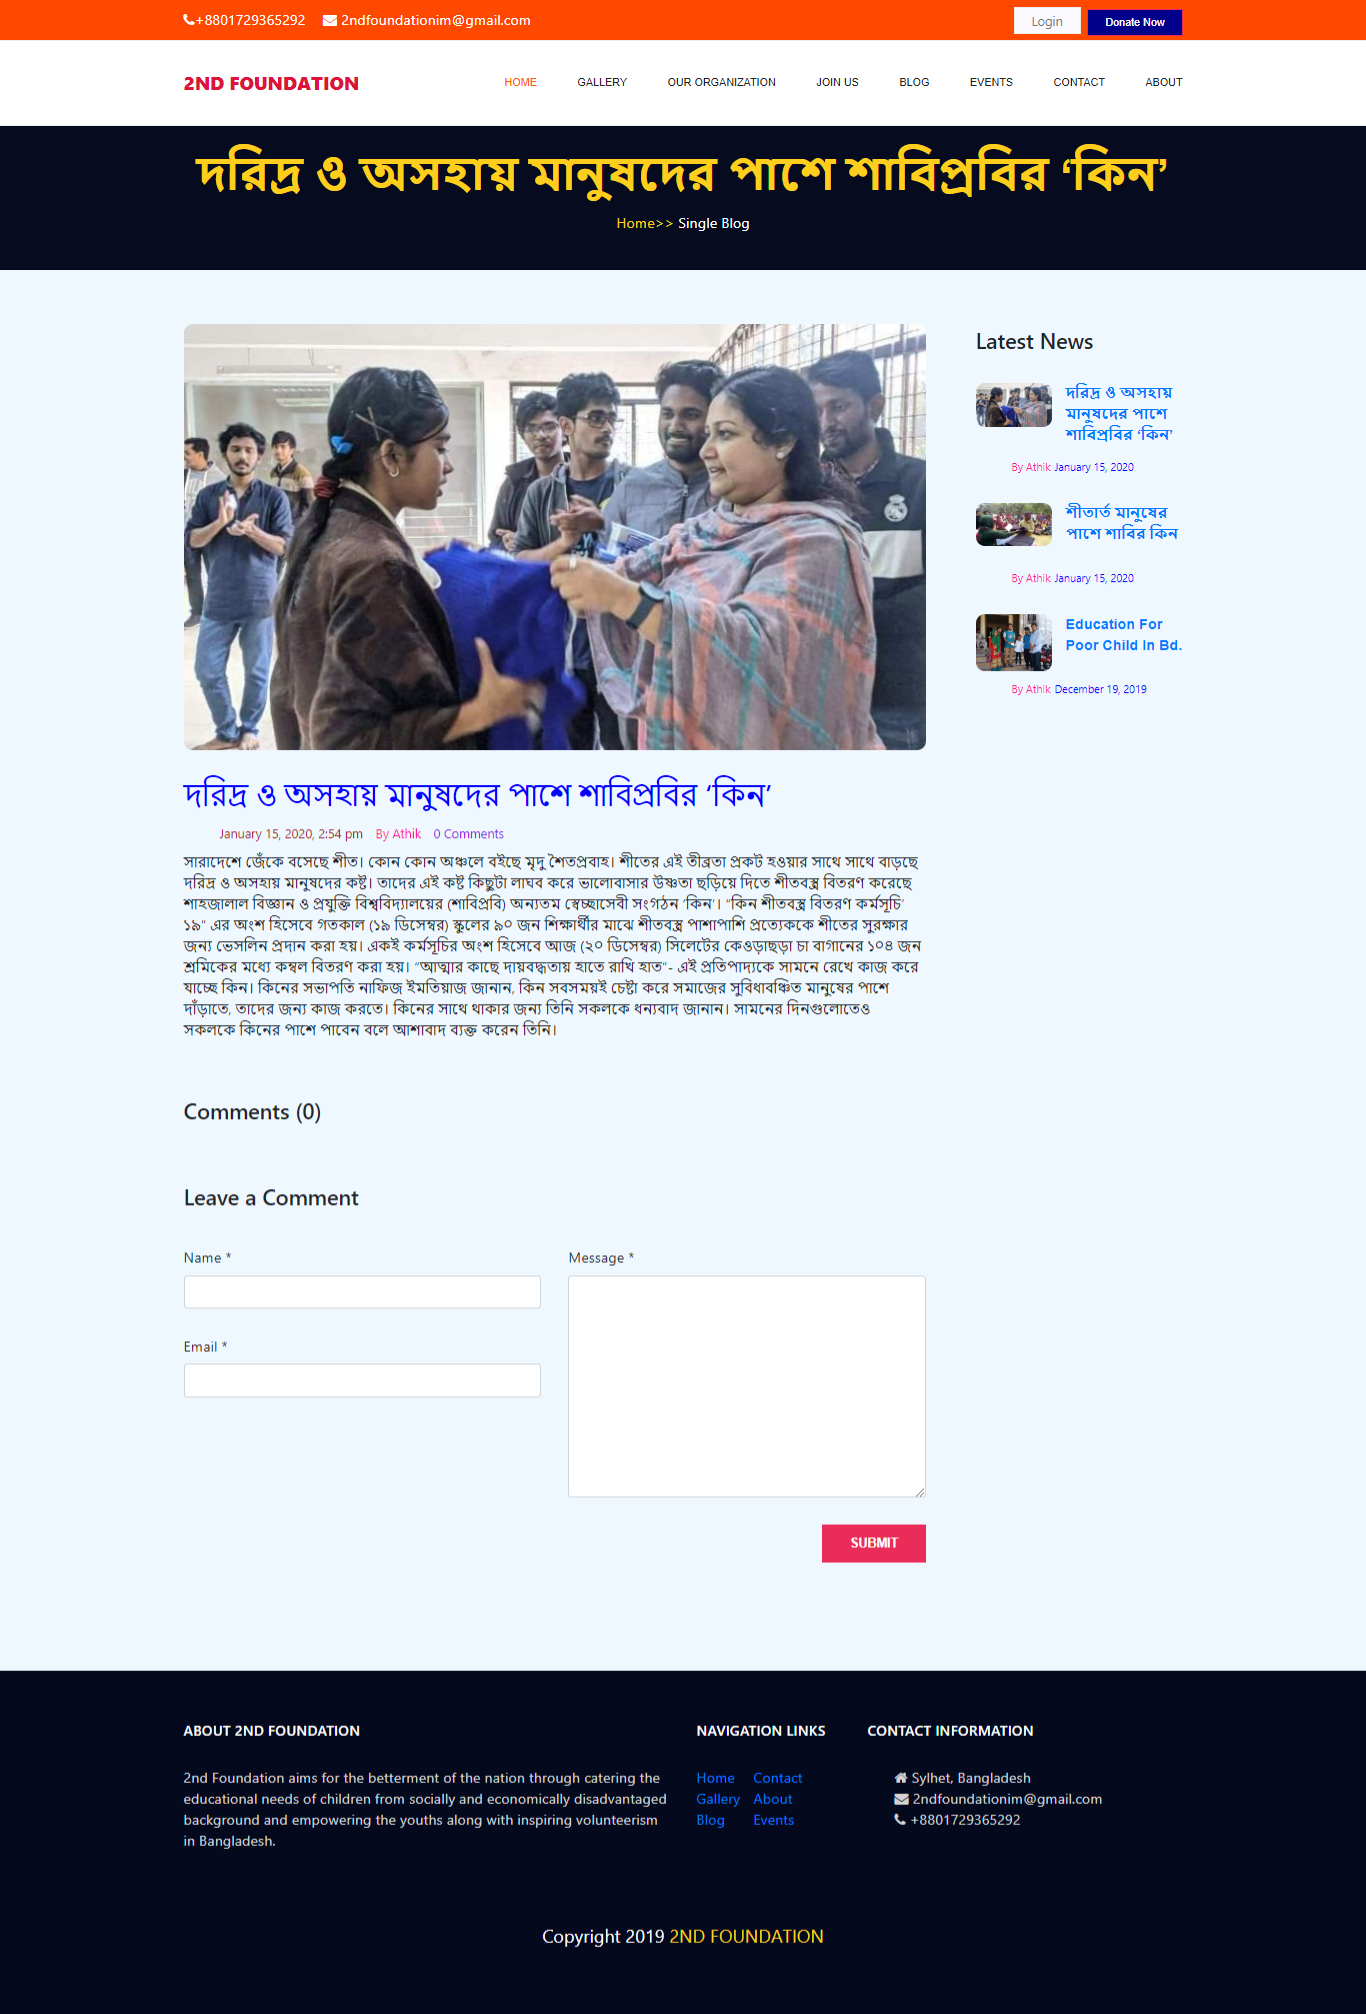 +8801729365292 2ndfoundationim@gmail.com Login Donate Now
2ND FOUNDATION HOME GALLERY OUR ORGANIZATION JOIN US BLOG EVENTS CONTACT ABOUT
দরিদ্র ও অসহায় মানুষদের পাশে শাবিপ্রবির ‘কিন’
Home>> Single Blog
দরিদ্র ও অসহায় মানুষদের পাশে শাবিপ্রবির ‘কিন’
January 15, 2020, 2:54 pm By Athik 0 Comments
সারাদেশে জেঁকে বসেছে শীত। কোন কোন অঞ্চলে বইছে মৃদু শৈতপ্রবাহ। শীতের এই তীব্রতা প্রকট হওয়ার সাথে সাথে বাড়ছে
দরিদ্র ও অসহায় মানুষদের কষ্ট। তাদের এই কষ্ট কিছুটা লাঘব করে ভালোবাসার উষ্ণতা ছড়িয়ে দিতে শীতবস্ত্র বিতরণ করেছে
শাহজালাল বিজ্ঞান ও প্রযুক্তি বিশ্ববিদ্যালয়ের (শাবিপ্রবি) অন্যতম স্বেচ্ছাসেবী সংগঠন ‘কিন’। “কিন শীতবস্ত্র বিতরণ কর্মসূচি’
১৯” এর অংশ হিসেবে গতকাল (১৯ ডিসেম্বর) স্কুলের ৯০ জন শিক্ষার্থীর মাঝে শীতবস্ত্র পাশাপাশি প্রত্যেককে শীতের সুরক্ষার
জন্য ভেসলিন প্রদান করা হয়। একই কর্মসূচির অংশ হিসেবে আজ (২০ ডিসেম্বর) সিলেটের কেওড়াছড়া চা বাগানের ১০৪ জন
শ্রমিকের মধ্যে কম্বল বিতরণ করা হয়। “আত্মার কাছে দায়বদ্ধতায় হাতে রাখি হাত”- এই প্রতিপাদ্যকে সামনে রেখে কাজ করে
যাচ্ছে কিন। কিনের সভাপতি নাফিজ ইমতিয়াজ জানান, কিন সবসময়ই চেষ্টা করে সমাজের সুবিধাবঞ্চিত মানুষের পাশে
দাঁড়াতে, তাদের জন্য কাজ করতে। কিনের সাথে থাকার জন্য তিনি সকলকে ধন্যবাদ জানান। সামনের দিনগুলোতেও
সকলকে কিনের পাশে পাবেন বলে আশাবাদ ব্যক্ত করেন তিনি।
Latest News
দরিদ্র ও অসহায়
মানুষদের পাশে
শাবিপ্রবির ‘কিন’
By Athik January 15, 2020
শীতার্ত মানুষের
পাশে শাবির কিন
By Athik January 15, 2020
Education For
Poor Child In Bd.
By Athik December 19, 2019
Comments (0)
Leave a Comment
Name *
Email *
Message *
SUBMIT
ABOUT 2ND FOUNDATION
2nd Foundation aims for the betterment of the nation through catering the
educational needs of children from socially and economically disadvantaged
background and empowering the youths along with inspiring volunteerism
in Bangladesh.
NAVIGATION LINKS
Home Contact
Gallery About
Blog Events
CONTACT INFORMATION
Sylhet, Bangladesh
2ndfoundationim@gmail.com
+8801729365292
Copyright 2019 2ND FOUNDATION